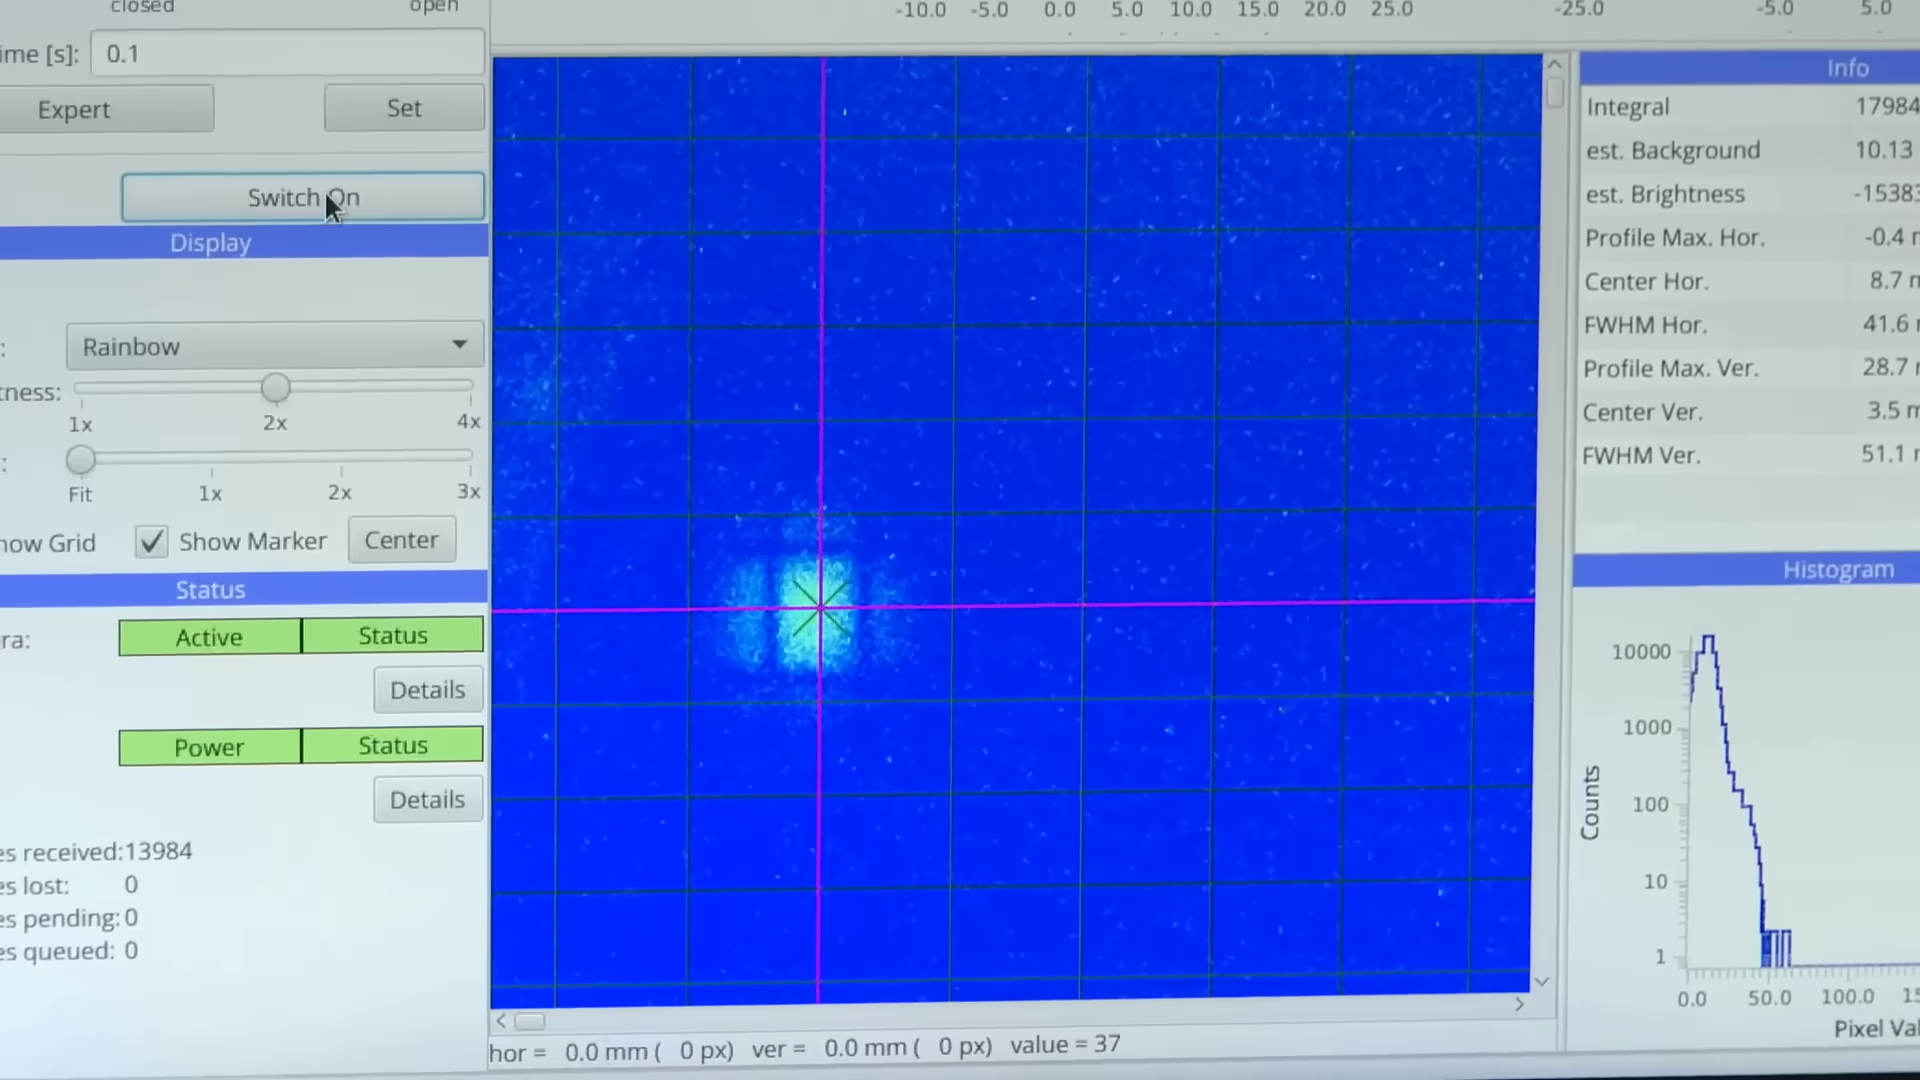 closed open
-10.0 -5.0 0.0 5.0 10.0 15.0 20.0 25.0
-25.0 -5.0 5.0
ime [s]: 0.1
Expert Set
Switch On
Display
: Rainbow
tness:
1x 2x 4x
:
Fit 1x 2x 3x
how Grid Show Marker Center
Status
ra: Active Status
Details
Power Status
Details
es received:13984
es lost: 0
es pending: 0
es queued: 0
hor = 0.0 mm ( 0 px) ver = 0.0 mm ( 0 px) value = 37
Info
Integral 17984
est. Background 10.13
est. Brightness -15383
Profile Max. Hor. -0.4
Center Hor. 8.7
FWHM Hor. 41.6
Profile Max. Ver. 28.7
Center Ver. 3.5 m
FWHM Ver. 51.1
Histogram
Counts
10000
1000
100
10
1
0.0 50.0 100.0 15
Pixel Val